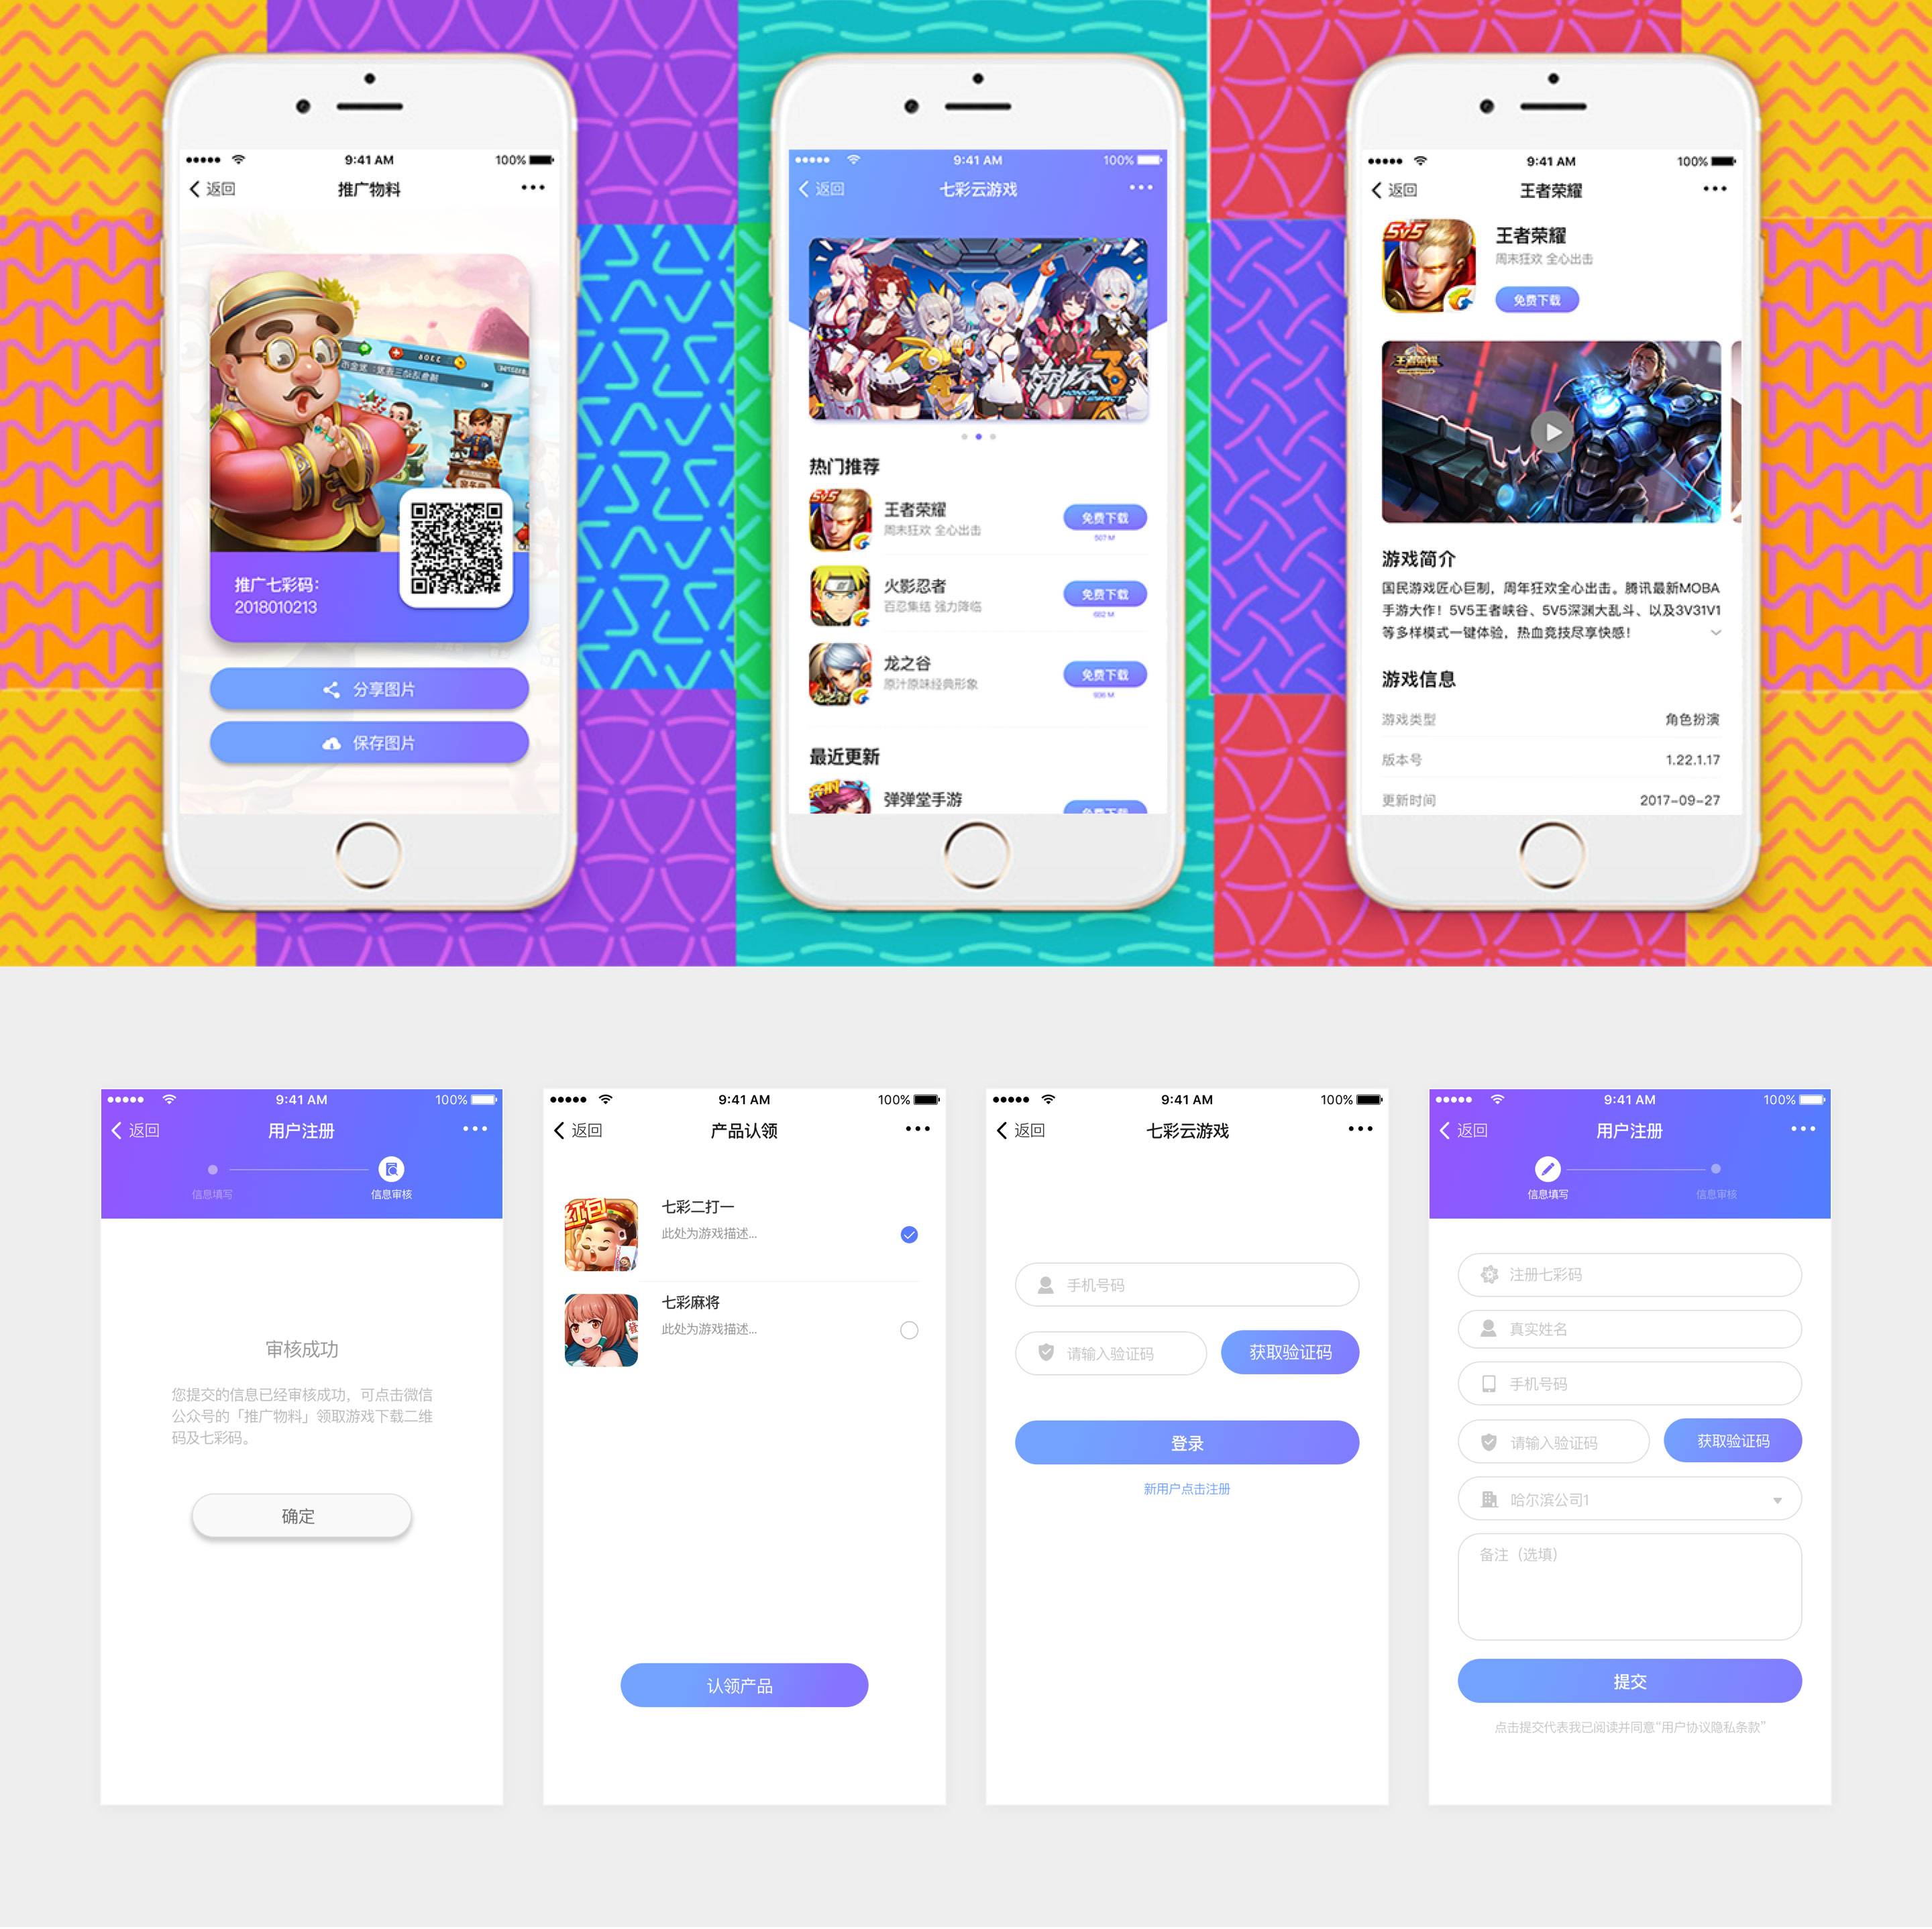 9:41 AM
100%
返回
推广物料
推广七彩码：
2018010213
分享图片
保存图片
9:41 AM
100%
返回
七彩云游戏
崩坏3
HONKAI IMPACT
热门推荐
5v5
王者荣耀
周末狂欢 全心出击
免费下载
507 M
火影忍者
百忍集结 强力降临
免费下载
602 M
龙之谷
龙之谷
原汁原味经典形象
免费下载
936 M
最近更新
弹弹堂手游
免费下载
9:41 AM
100%
返回
王者荣耀
5v5
王者荣耀
周末狂欢 全心出击
免费下载
王者荣耀
游戏简介
国民游戏匠心巨制，周年狂欢全心出击。腾讯最新MOBA
手游大作！5V5王者峡谷、5V5深渊大乱斗、以及3V31V1
等多样模式一键体验，热血竞技尽享快感！
游戏信息
游戏类型
角色扮演
版本号
1.22.1.17
更新时间
2017-09-27
9:41 AM
100%
返回
用户注册
信息填写
信息审核
审核成功
您提交的信息已经审核成功，可点击微信
公众号的「推广物料」领取游戏下载二维
码及七彩码。
确定
9:41 AM
100%
返回
产品认领
红包
七彩二打一
此处为游戏描述...
七彩麻将
此处为游戏描述...
认领产品
9:41 AM
100%
返回
七彩云游戏
手机号码
请输入验证码
获取验证码
登录
新用户点击注册
9:41 AM
100%
返回
用户注册
信息填写
信息审核
注册七彩码
真实姓名
手机号码
请输入验证码
获取验证码
哈尔滨公司1
备注（选填）
提交
点击提交代表我已阅读并同意“用户协议隐私条款”